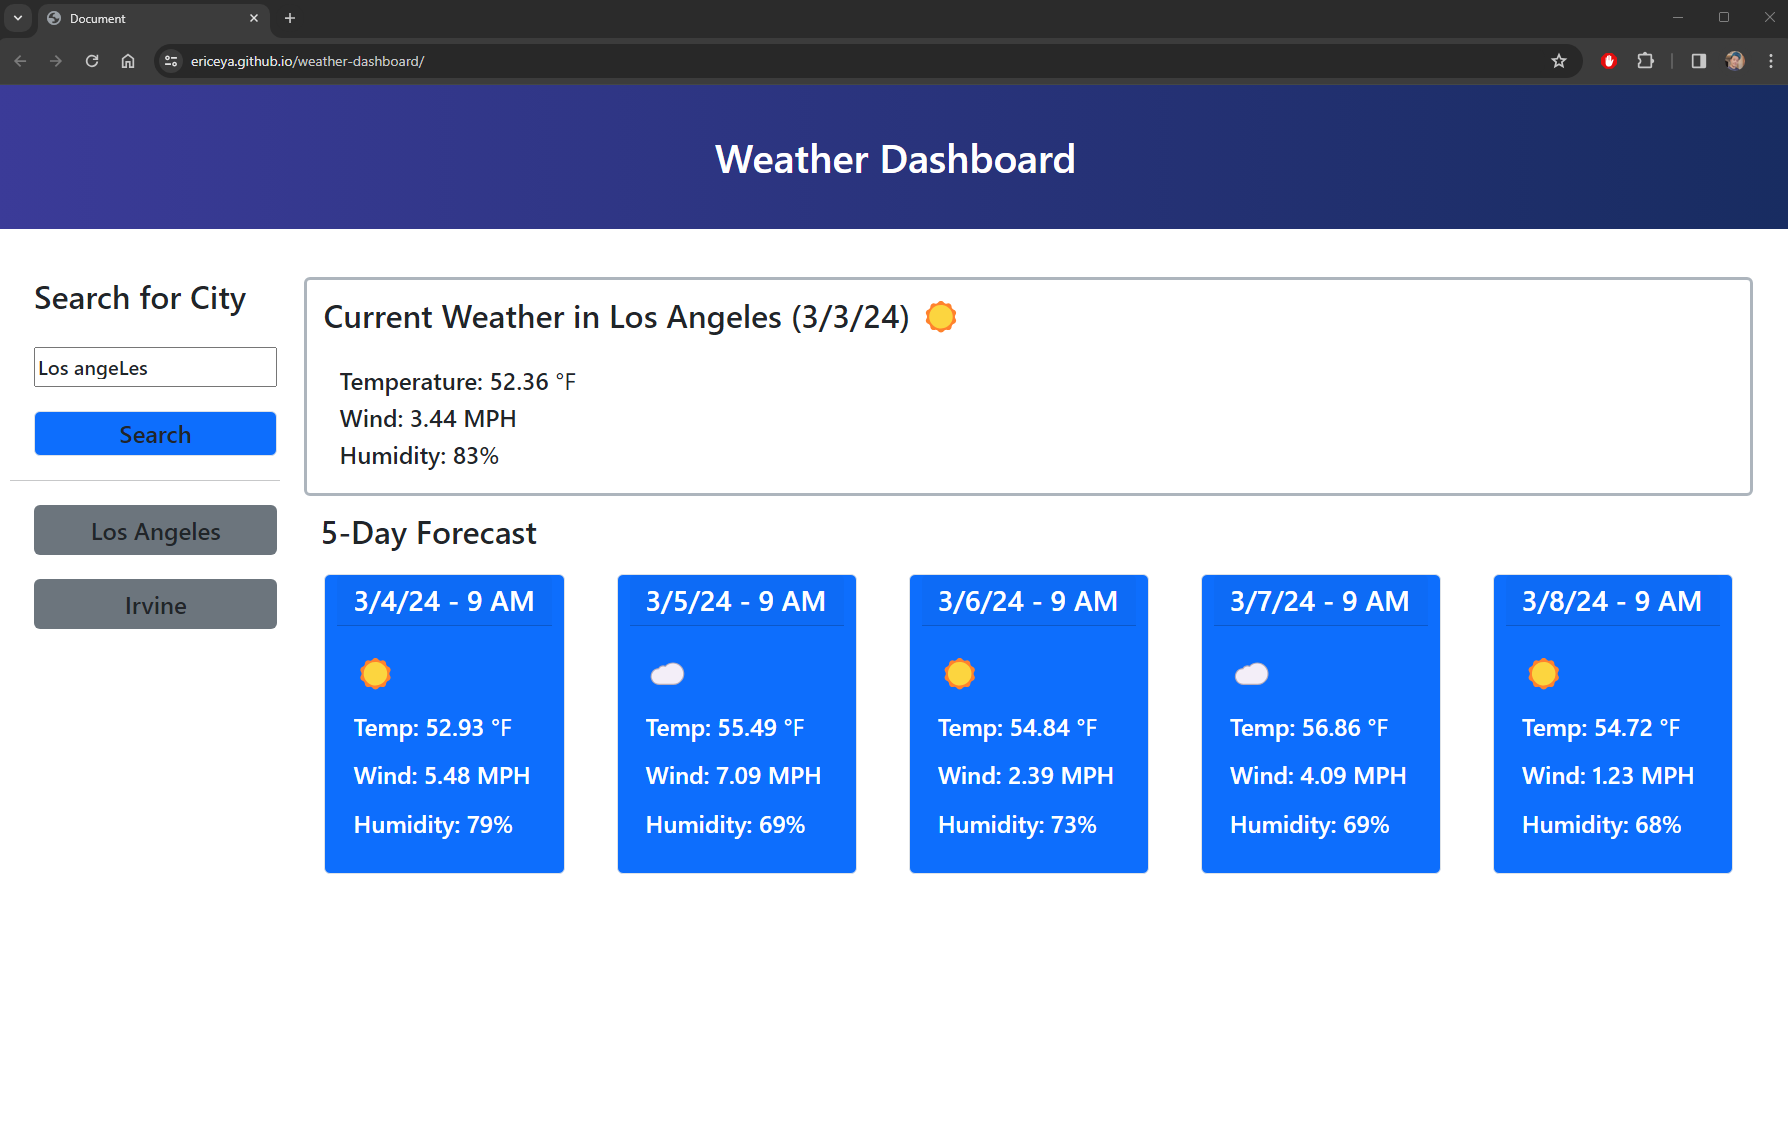 Document
ericeya.github.io/weather-dashboard/
Weather Dashboard
Search for City
Los angeLes
Search
Los Angeles
Irvine
Current Weather in Los Angeles (3/3/24)
Temperature: 52.36 °F
Wind: 3.44 MPH
Humidity: 83%
5-Day Forecast
3/4/24 - 9 AM
Temp: 52.93 °F
Wind: 5.48 MPH
Humidity: 79%
3/5/24 - 9 AM
Temp: 55.49 °F
Wind: 7.09 MPH
Humidity: 69%
3/6/24 - 9 AM
Temp: 54.84 °F
Wind: 2.39 MPH
Humidity: 73%
3/7/24 - 9 AM
Temp: 56.86 °F
Wind: 4.09 MPH
Humidity: 69%
3/8/24 - 9 AM
Temp: 54.72 °F
Wind: 1.23 MPH
Humidity: 68%